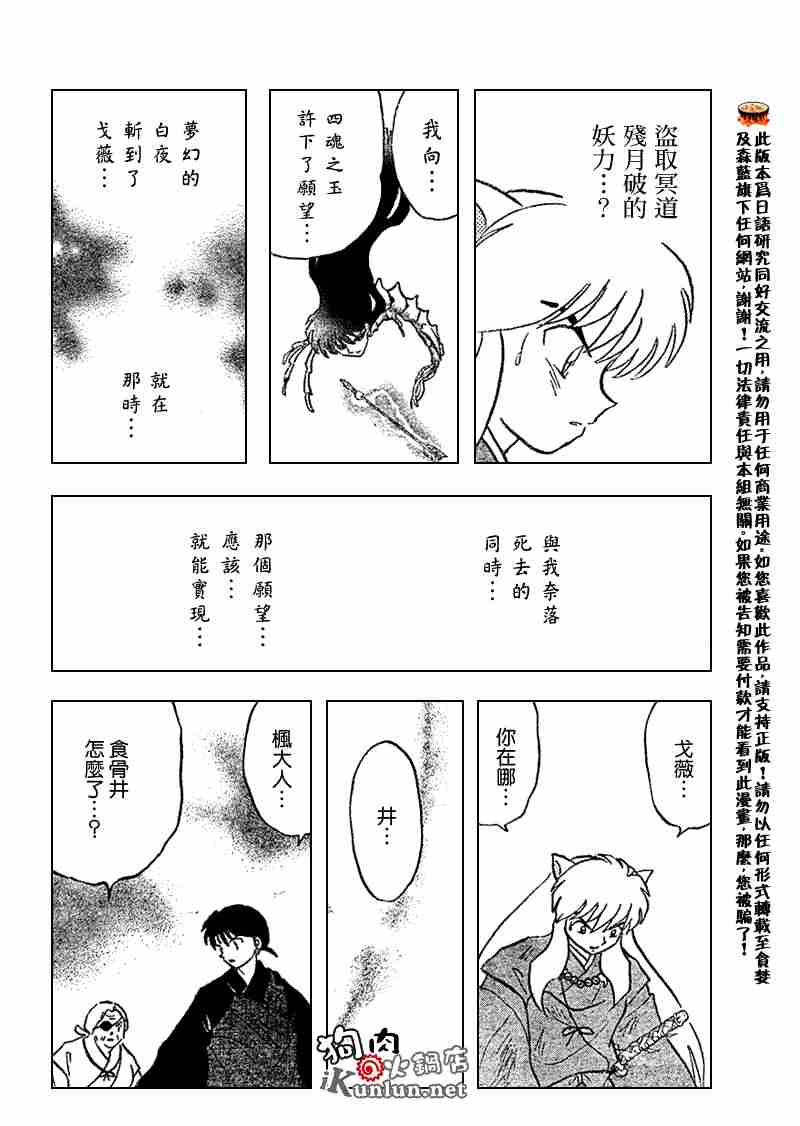 盜取冥道
殘月破的
妖力…?
我向…
四魂之玉
許下了願望…
夢幻的
白夜
斬到了
戈薇…
就在
那時…
與我奈落
死去的
同時…
那個願望…
應該…
就能實現…
戈薇…
你在哪…
井…
楓大人…
食骨井
怎麼了…?
此版本爲日語研究同好交流之用,請勿用于任何商業用途。如您喜歡此作品,請支持正版!請勿以任何形式轉載至貪婪
及森藍旗下任何網站,謝謝!一切法律責任與本組無關。如果您被告知需要付款才能看到此漫畫,那麼,您被騙了!
狗肉火鍋店
iKunlun.net